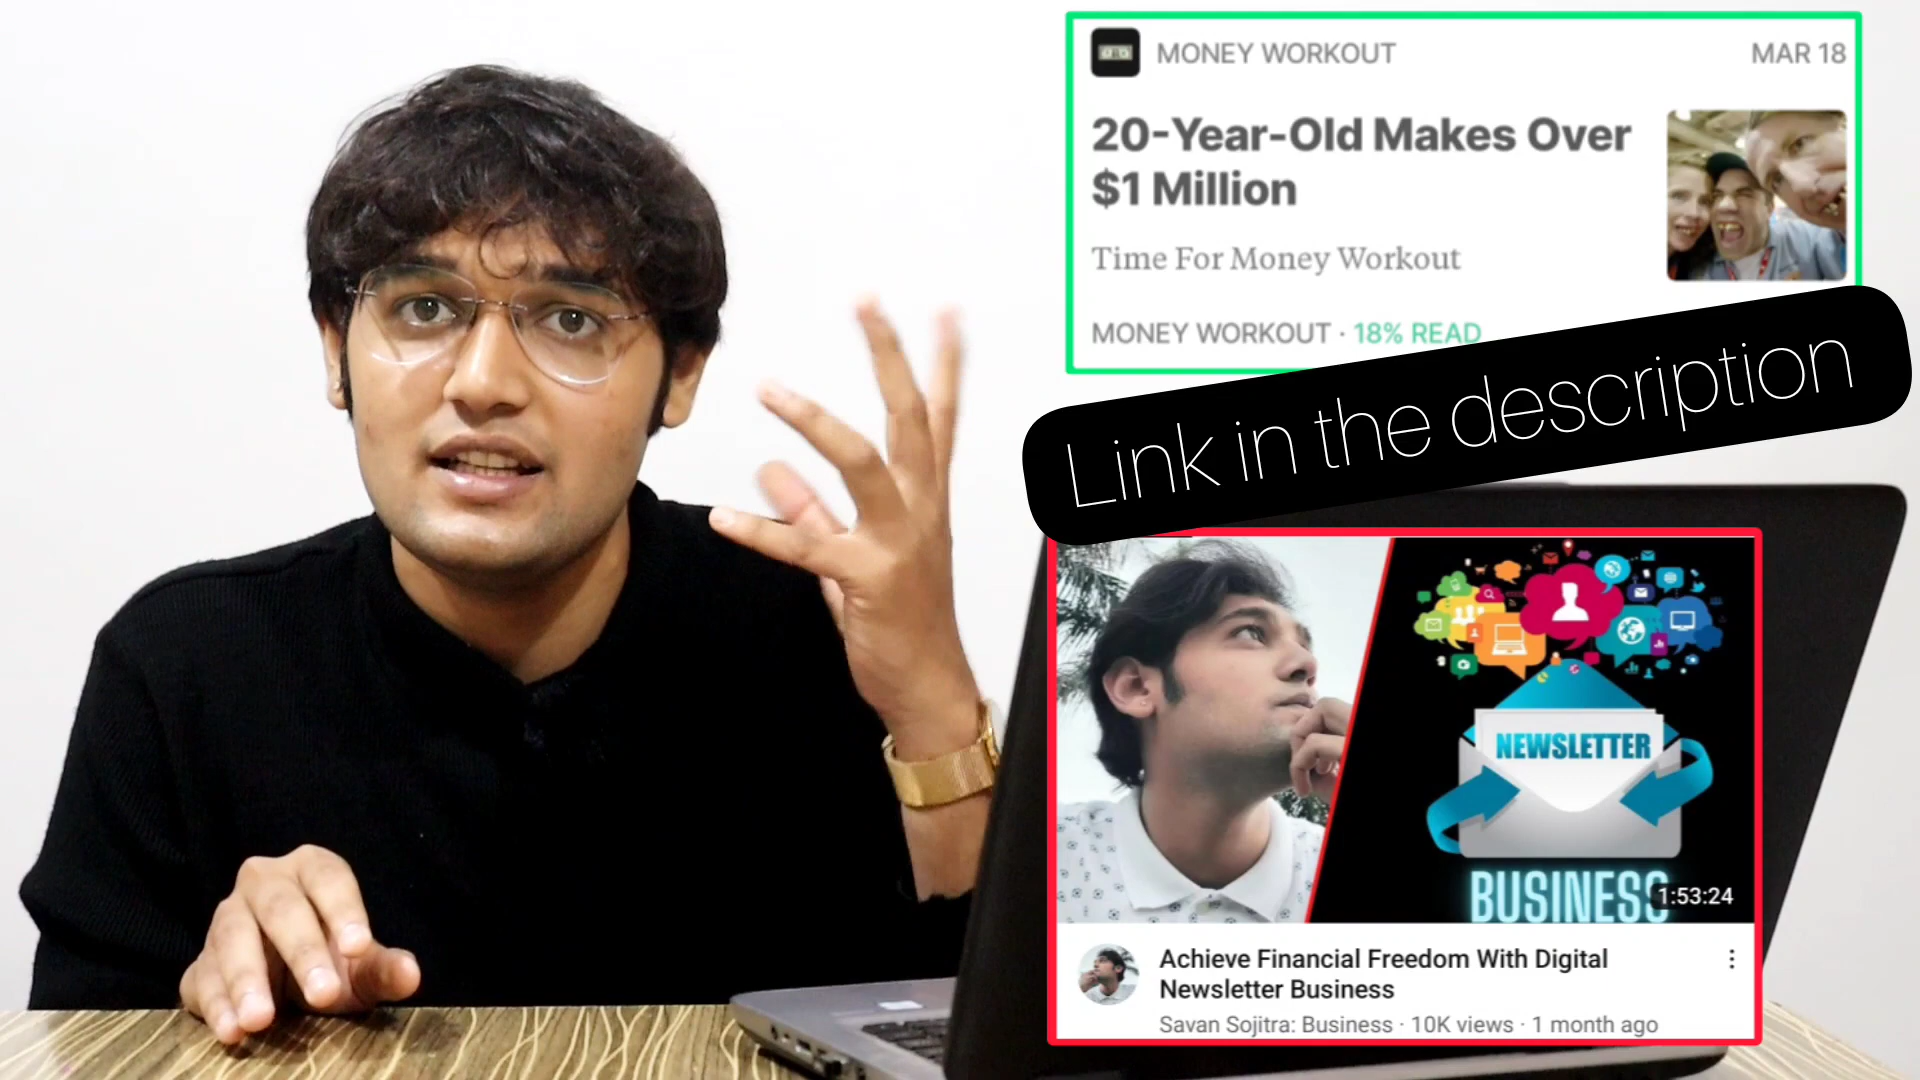 MONEY WORKOUT MAR 18
20-Year-Old Makes Over
$1 Million
Time For Money Workout
MONEY WORKOUT · 18% READ
Link in the description
NEWSLETTER
BUSINESS
1:53:24
Achieve Financial Freedom With Digital
Newsletter Business
Savan Sojitra: Business · 10K views · 1 month ago